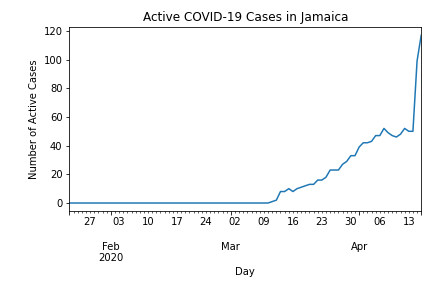 Active COVID-19 Cases in Jamaica
120
100
80
60
40
20
0
Number of Active Cases
27 03 10 17 24 02 09 16 23 30 06 13
Feb Mar Apr
2020
Day